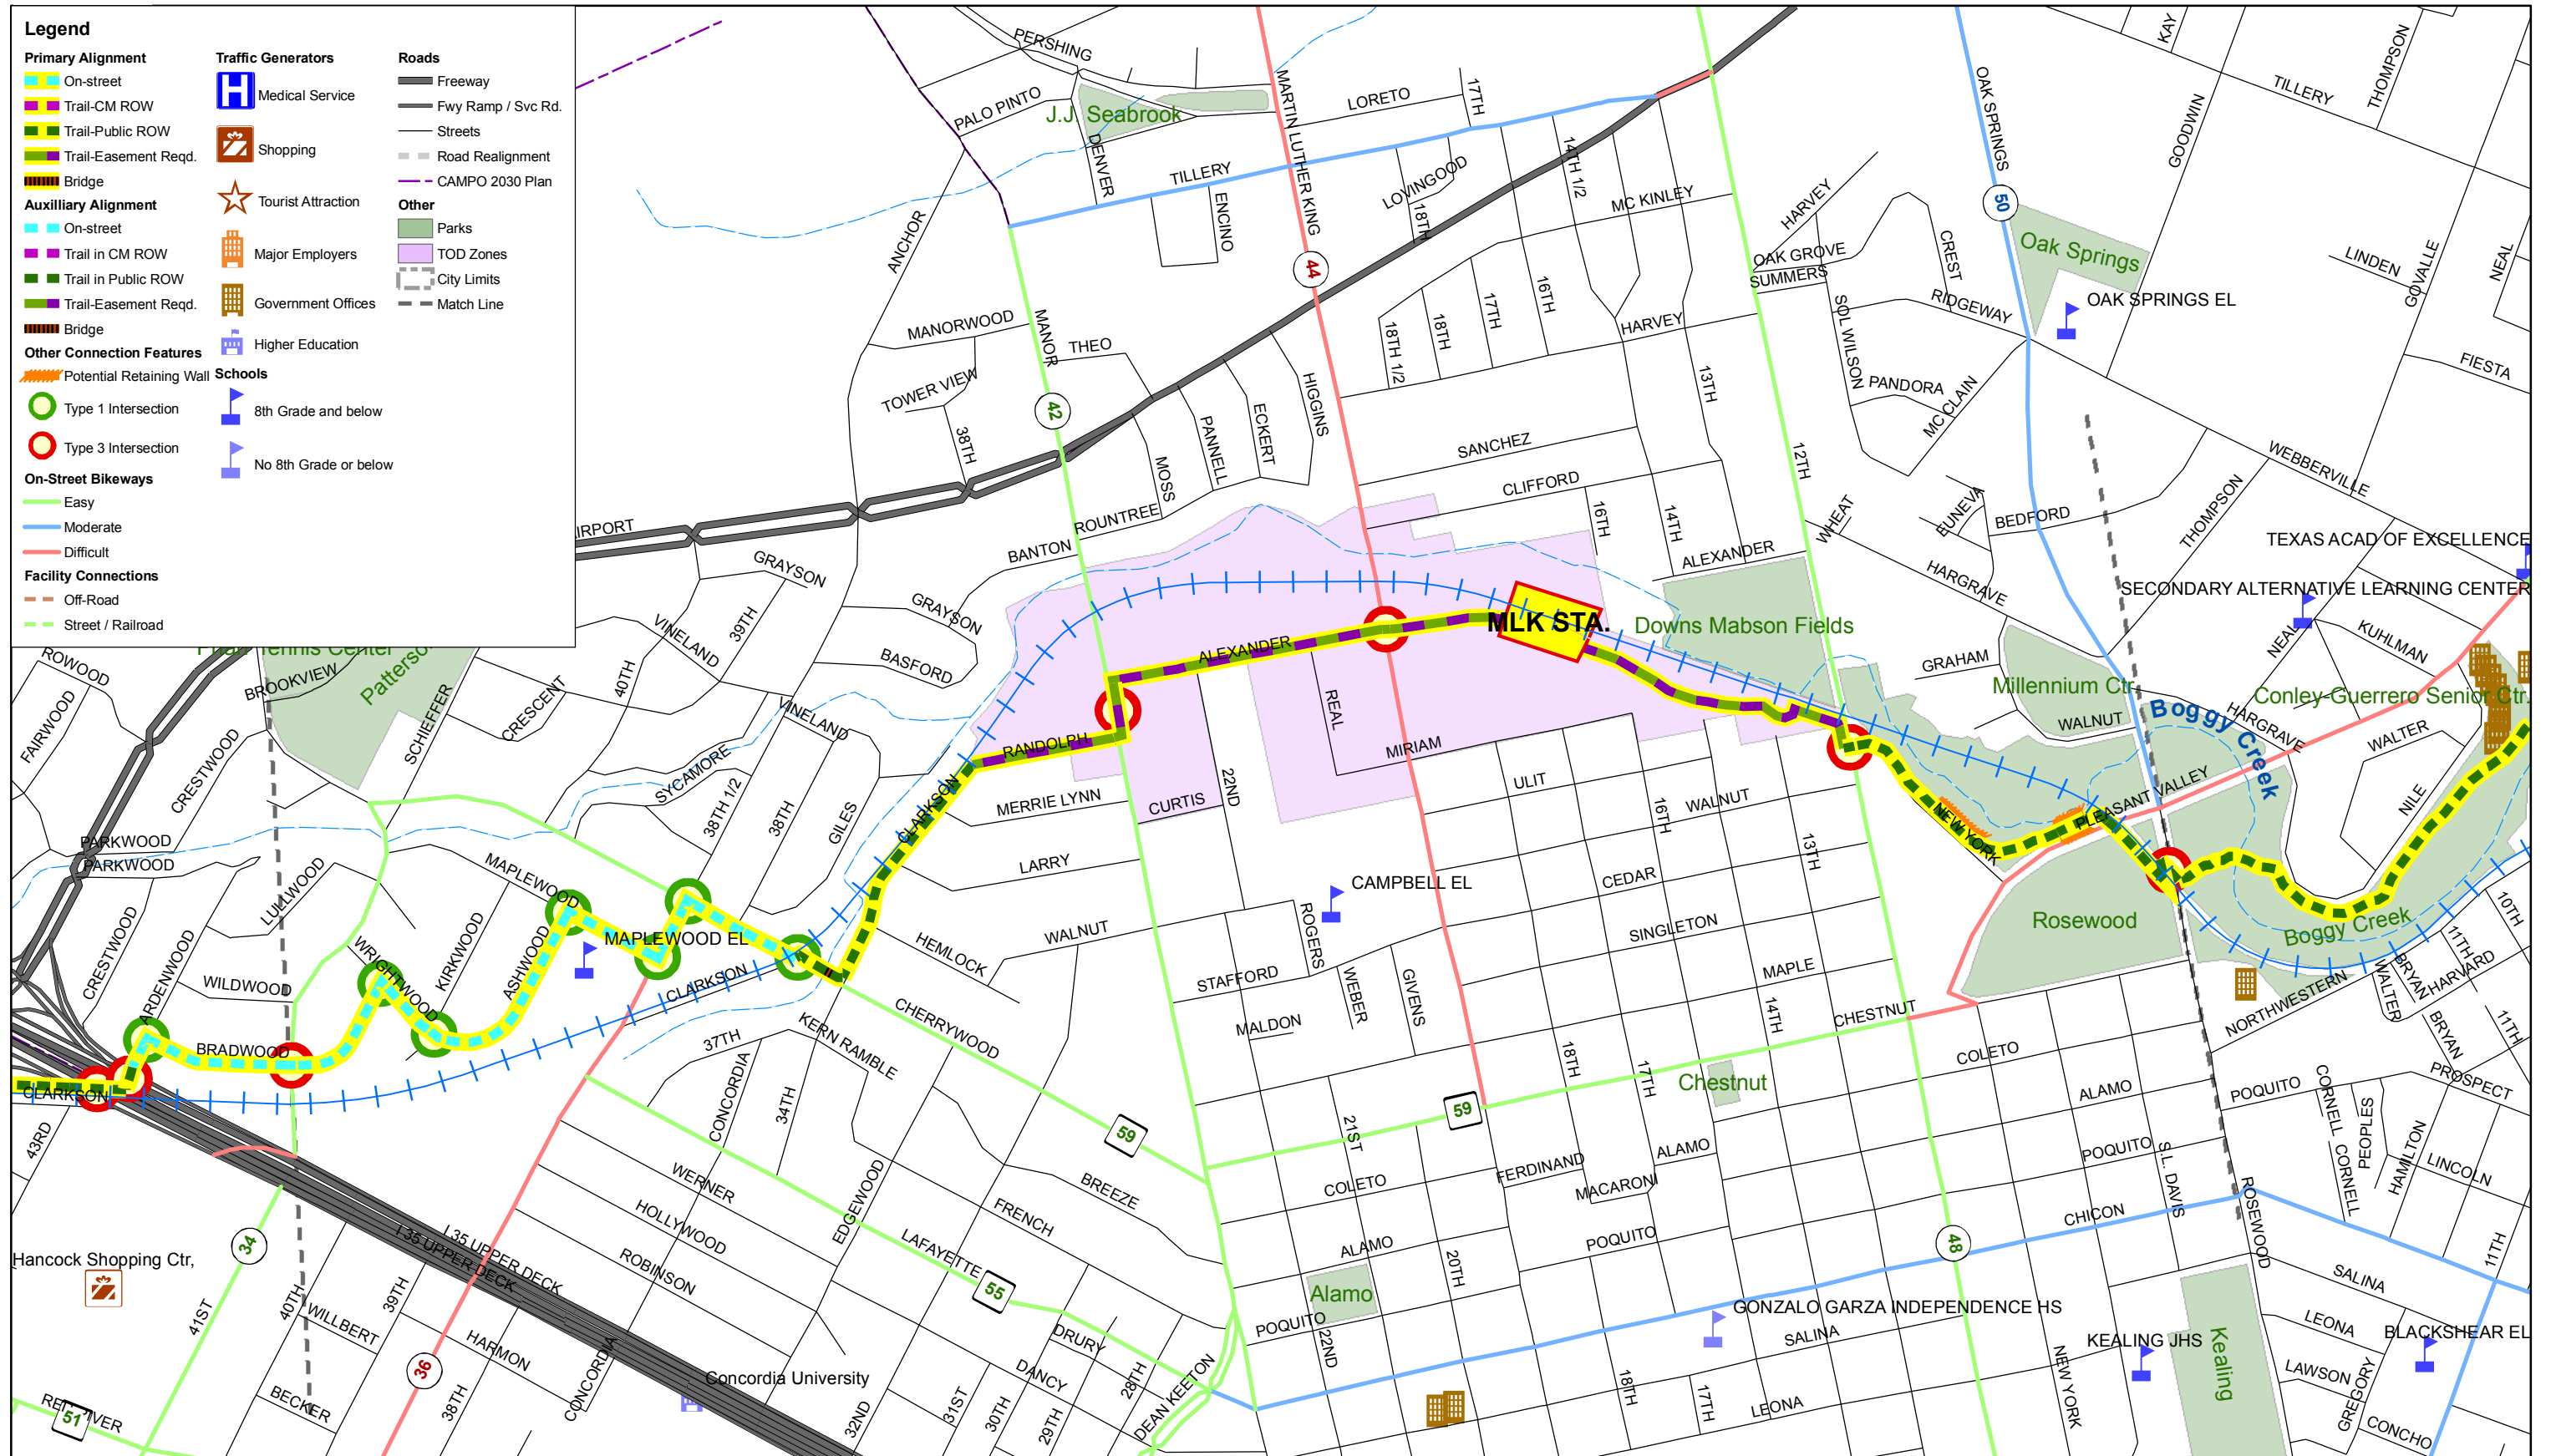 Legend
Primary Alignment
On-street
Trail-CM ROW
Trail-Public ROW
Trail-Easement Reqd.
Bridge
Auxilliary Alignment
On-street
Trail in CM ROW
Trail in Public ROW
Trail-Easement Reqd.
Bridge
Other Connection Features
Potential Retaining Wall
Type 1 Intersection
Type 3 Intersection
On-Street Bikeways
Easy
Moderate
Difficult
Facility Connections
Off-Road
Street / Railroad
Traffic Generators
Medical Service
Shopping
Tourist Attraction
Major Employers
Government Offices
Higher Education
Schools
8th Grade and below
No 8th Grade or below
Roads
Freeway
Fwy Ramp / Svc Rd.
Streets
Road Realignment
CAMPO 2030 Plan
Other
Parks
TOD Zones
City Limits
Match Line
PERSHING
PALO PINTO
J.J. Seabrook
DENVER
MARTIN LUTHER KING
LORETO
17TH
TILLERY
ENCINO
LOVINGOOD
18TH
14TH 1/2
MC KINLEY
ANCHOR
44
MANORWOOD
MANOR
THEO
TOWER VIEW
38TH
42
MOSS
PANNELL
ECKERT
HIGGINS
18TH 1/2
18TH
17TH
16TH
HARVEY
13TH
SANCHEZ
CLIFFORD
16TH
14TH
12TH
ALEXANDER
HARVEY
OAK GROVE
SUMMERS
SOL WILSON
CREST
RIDGEWAY
PANDORA
MC CLAIN
OAK SPRINGS
50
Oak Springs
OAK SPRINGS EL
KAY
THOMPSON
TILLERY
GOODWIN
LINDEN
GOVALLE
NEAL
FIESTA
WEBBERVILLE
WHEAT
EUNEVA
BEDFORD
THOMPSON
HARGRAVE
TEXAS ACAD OF EXCELLENCE
SECONDARY ALTERNATIVE LEARNING CENTER
NEAL
KUHLMAN
GRAHAM
Millennium Ctr.
WALNUT
Conley-Guerrero Senior Ctr.
Boggy Creek
HARGRAVE
WALTER
NILE
PLEASANT VALLEY
IRPORT
ROUNTREE
BANTON
GRAYSON
GRAYSON
39TH
VINELAND
BASFORD
40TH
VINELAND
MLK STA.
Downs Mabson Fields
ALEXANDER
RANDOLPH
REAL
MIRIAM
22ND
CURTIS
MERRIE LYNN
CLARKSON
LARRY
ULIT
WALNUT
16TH
13TH
NEW YORK
Rosewood
Boggy Creek
10TH
11TH
BRYAN
HARVARD
WALTER
NORTHWESTERN
BRYAN
11TH
ROWOOD
BROOKVIEW
FAIRWOOD
SCHIEFFER
CRESCENT
CRESTWOOD
SYCAMORE
38TH 1/2
38TH
GILES
PARKWOOD
PARKWOOD
LULLWOOD
MAPLEWOOD
CRESTWOOD
ARDENWOOD
WILDWOOD
WRIGHTWOOD
KIRKWOOD
ASHWOOD
MAPLEWOOD EL
BRADWOOD
CLARKSON
CLARKSON
HEMLOCK
WALNUT
CAMPBELL EL
ROGERS
STAFFORD
WEBER
GIVENS
MALDON
CEDAR
SINGLETON
MAPLE
14TH
CHESTNUT
CHERRYWOOD
37TH
KERN RAMBLE
CONCORDIA
34TH
59
59
18TH
17TH
Chestnut
COLETO
ALAMO
POQUITO
S.L. DAVIS
POQUITO
CORNELL
CORNELL
PEOPLES
HAMILTON
PROSPECT
LINCOLN
ROSEWOOD
43RD
Hancock Shopping Ctr,
34
41ST
40TH
WILLBERT
39TH
HARMON
BECKER
38TH
36
51
I 35 UPPER DECK
I 35 UPPER DECK
WERNER
HOLLYWOOD
ROBINSON
EDGEWOOD
LAFAYETTE
55
FRENCH
BREEZE
CONCORDIA
Concordia University
32ND
31ST
30TH
29TH
28TH
DRURY
DANCY
DEAN KEETON
21ST
COLETO
FERDINAND
MACARONI
ALAMO
ALAMO
20TH
POQUITO
Alamo
POQUITO
22ND
48
CHICON
GONZALO GARZA INDEPENDENCE HS
SALINA
18TH
17TH
LEONA
NEW YORK
KEALING JHS
Kealing
SALINA
LEONA
LAWSON
GREGORY
CONCHO
BLACKSHEAR EL
11TH